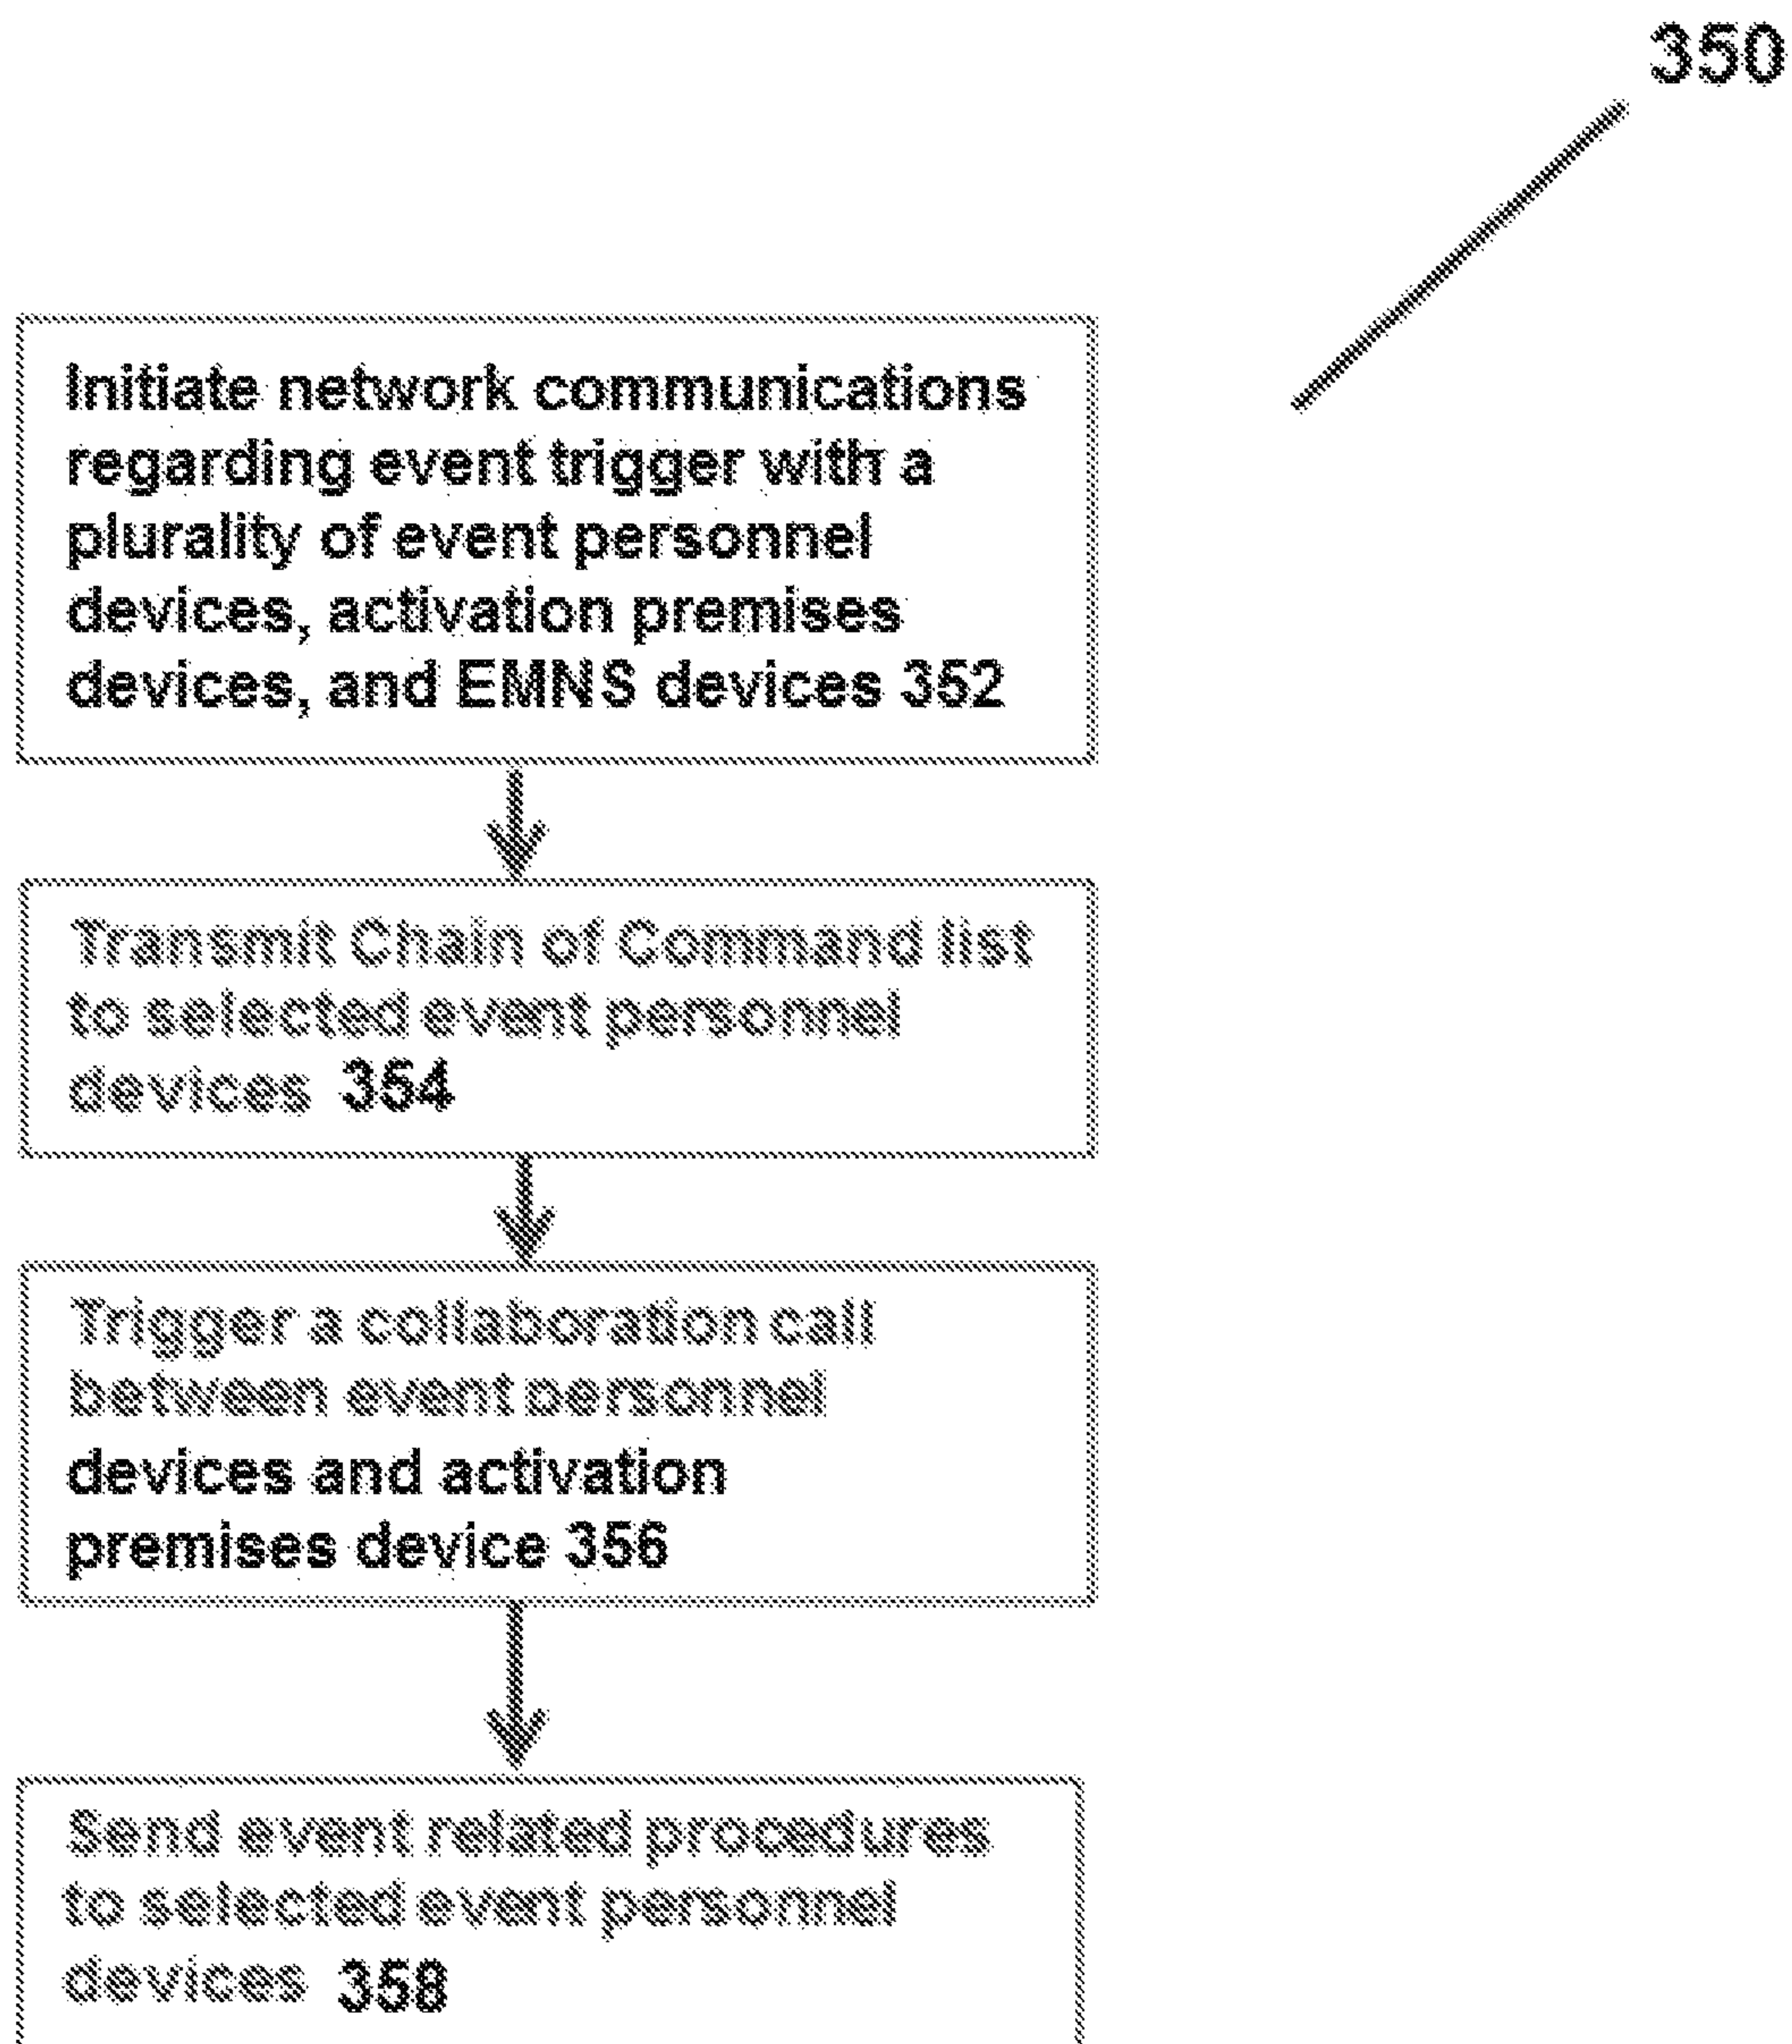 350
Initiate network communications
regarding event trigger with a
plurality of event personnel
devices, activation premises
devices, and EMNS devices 352
Transmit Chain of Command list
to selected event personnel
devices 354
Trigger a collaboration call
between event personnel
devices and activation
premises device 356
Send event related procedures
to selected event personnel
devices 358